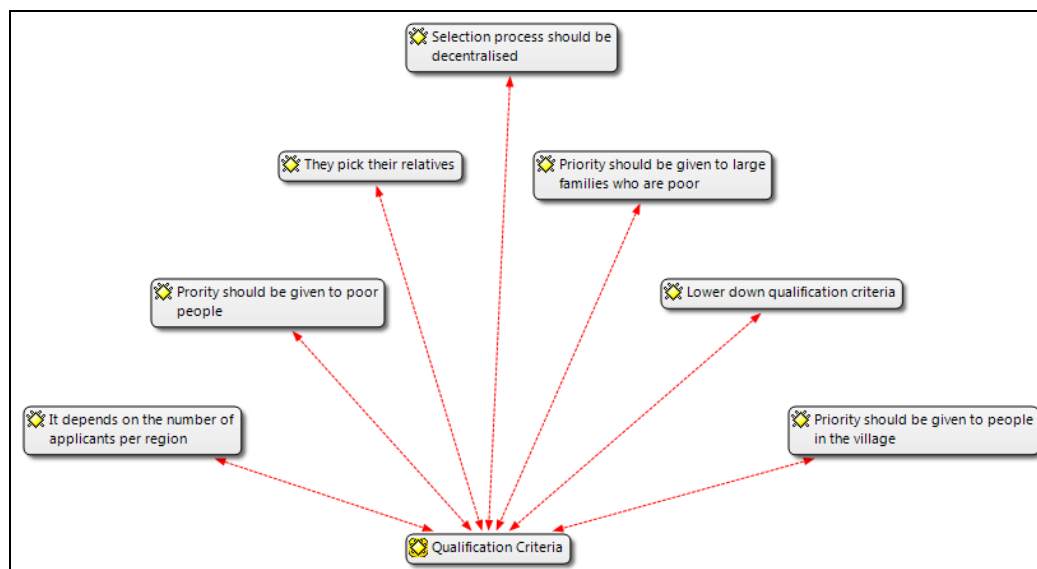 Selection process should be
decentralised
They pick their relatives
Priority should be given to large
families who are poor
Prority should be given to poor
people
Lower down qualification criteria
It depends on the number of
applicants per region
Priority should be given to people
in the village
Qualification Criteria